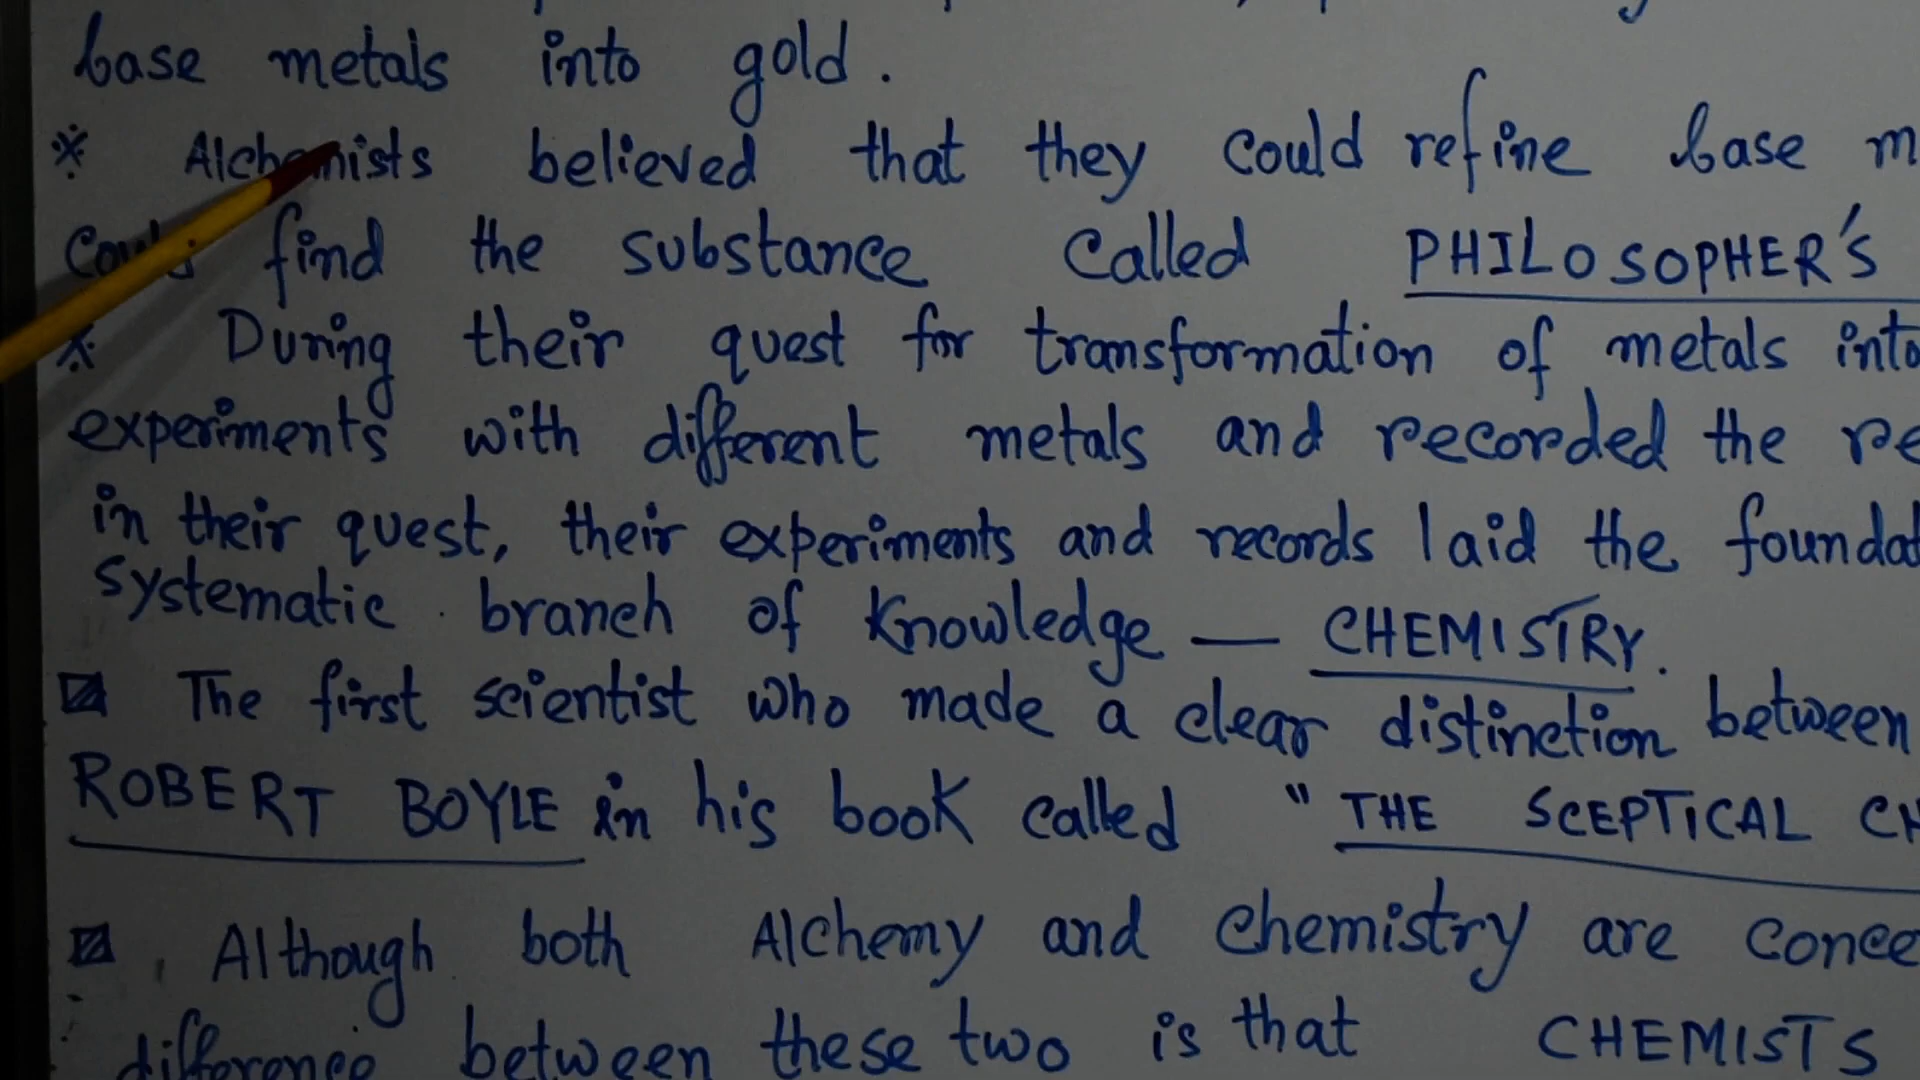 base metals into gold.
※ Alchemists believed that they could refine base m
could find the substance called PHILOSOPHER'S
※ During their quest for transformation of metals into
experiments with different metals and recorded the re
in their quest, their experiments and records laid the foundat
systematic branch of knowledge — CHEMISTRY.
The first scientist who made a clear distinction between
ROBERT BOYLE in his book called "THE SCEPTICAL CH
Although both Alchemy and chemistry are conce
difference between these two is that CHEMISTS